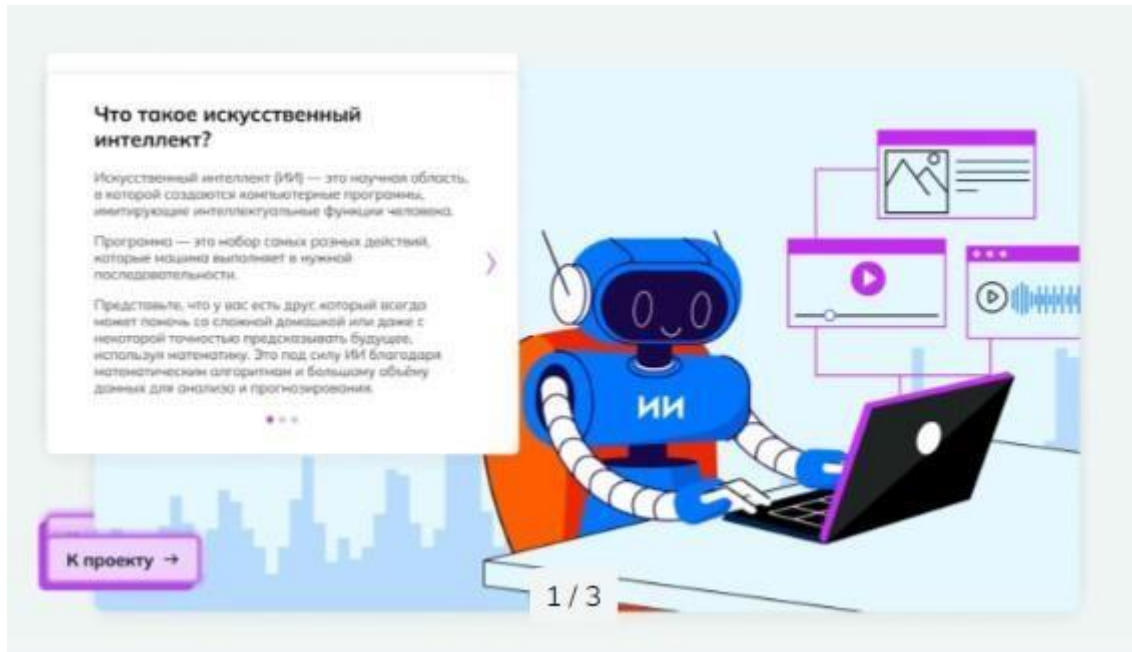 Что такое искусственный
интеллект?
Искусственный интеллект (ИИ) — это научная область,
в которой создаются компьютерные программы,
имитирующие интеллектуальные функции человека.
Программа — это набор самых разных действий,
которые машина выполняет в нужной
последовательности.
Представьте, что у вас есть друг, который всегда
может помочь со сложной домашкой или даже с
некоторой точностью предсказывать будущее,
используя математику. Это под силу ИИ благодаря
математическим алгоритмам и большому объёму
данных для анализа и прогнозирования.
ИИ
К проекту →
1 / 3